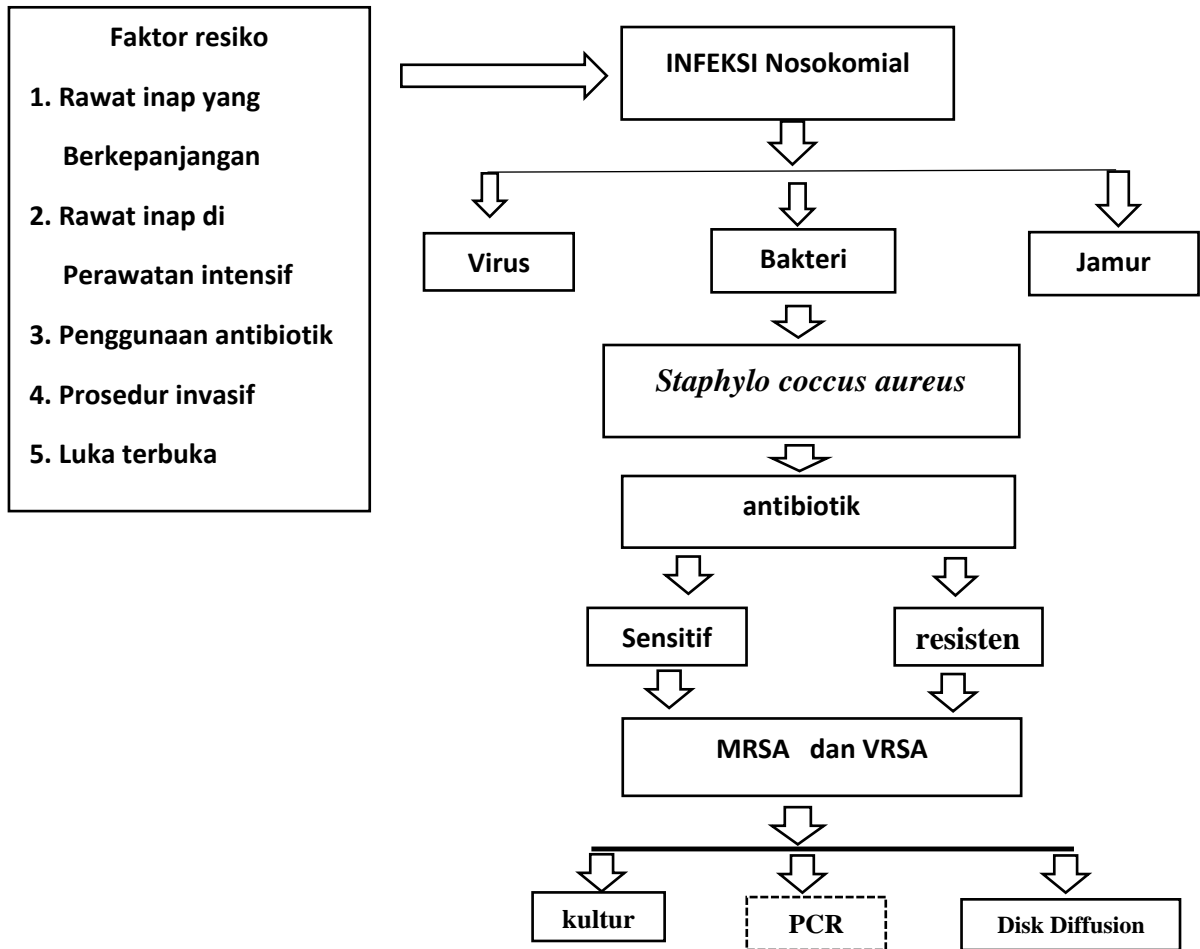 Faktor resiko
1. Rawat inap yang
Berkepanjangan
2. Rawat inap di
Perawatan intensif
3. Penggunaan antibiotik
4. Prosedur invasif
5. Luka terbuka
INFEKSI Nosokomial
Virus
Bakteri
Jamur
Staphylo coccus aureus
antibiotik
Sensitif
resisten
MRSA dan VRSA
kultur
PCR
Disk Diffusion